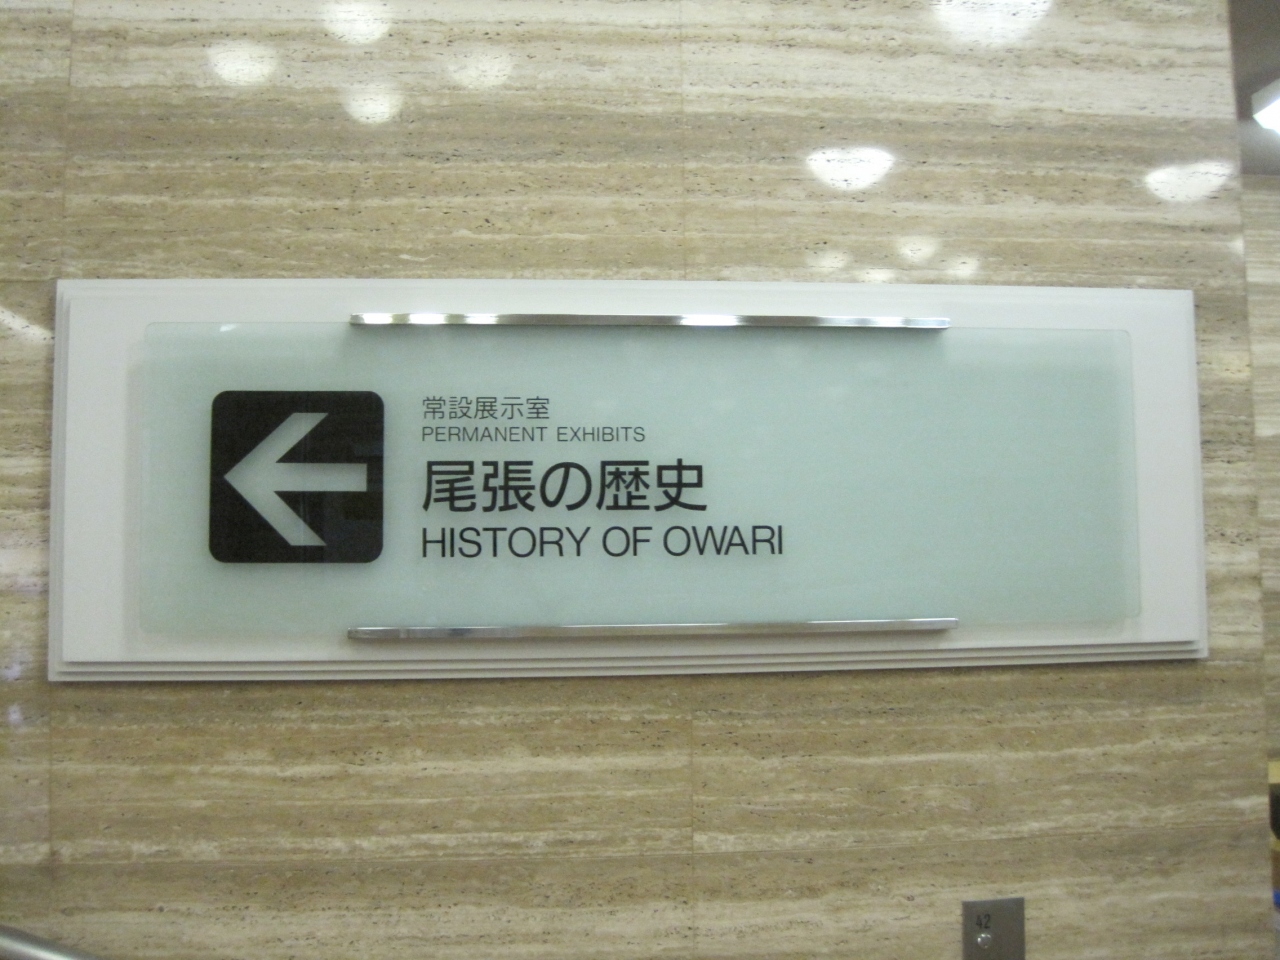 常設展示室
PERMANENT EXHIBITS
尾張の歴史
HISTORY OF OWARI
42